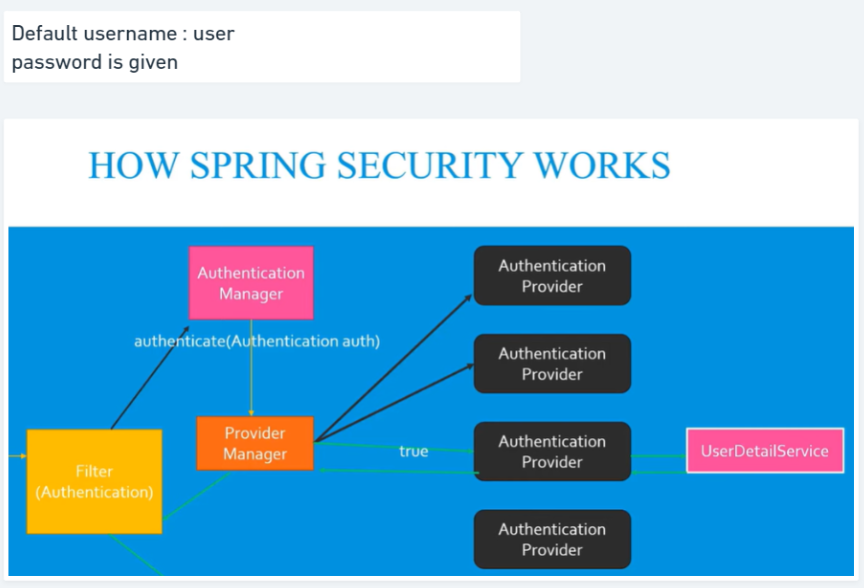 Default username : user
password is given
HOW SPRING SECURITY WORKS
Authentication
Manager
authenticate(Authentication auth)
Provider
Manager
Filter
(Authentication)
true
Authentication
Provider
Authentication
Provider
Authentication
Provider
Authentication
Provider
UserDetailService